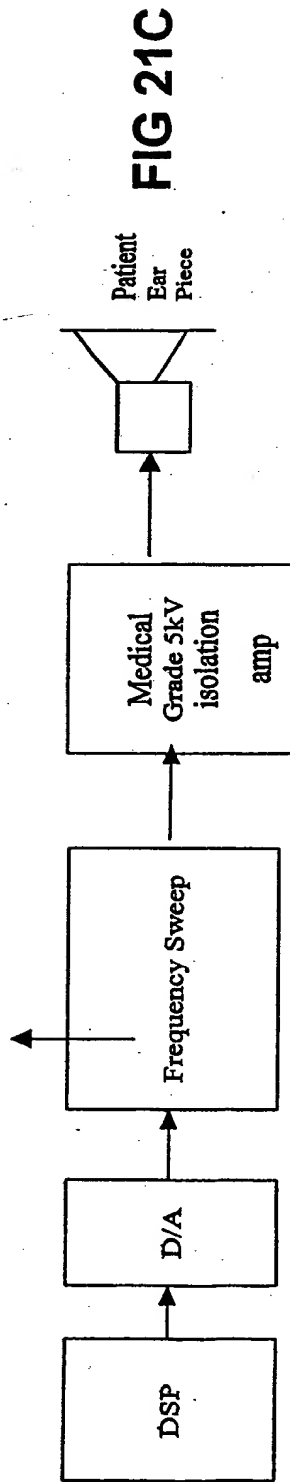 DSP
D/A
Frequency Sweep
Medical
Grade 5kV
isolation
amp
Patient
Ear
Piece
FIG 21C